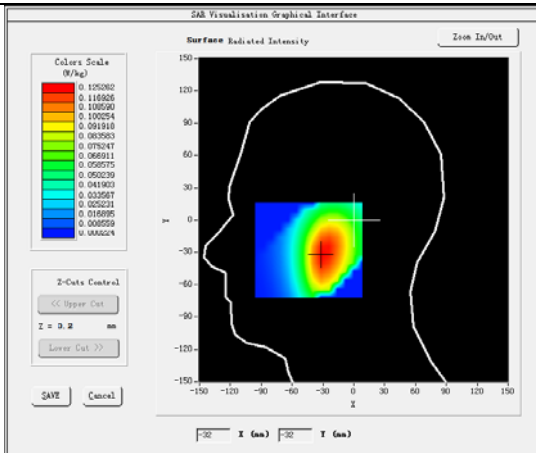 SAR Visualisation Graphical Interface
Surface Radiated Intensity
Zoom In/Out
Colors Scale
(W/kg)
0.125262
0.116926
0.108590
0.100254
0.091918
0.083583
0.075247
0.066911
0.058575
0.050239
0.041903
0.033567
0.025231
0.016895
0.008559
0.000224
Z-Cuts Control
<< Upper Cut
Z = 3.2 mm
Lower Cut >>
SAVE
Cancel
150
120
90
60
30
0
-30
-60
-90
-120
-150
Y
-150 -120 -90 -60 -30 0 30 60 90 120 150
X
-32 X (mm) -32 Y (mm)